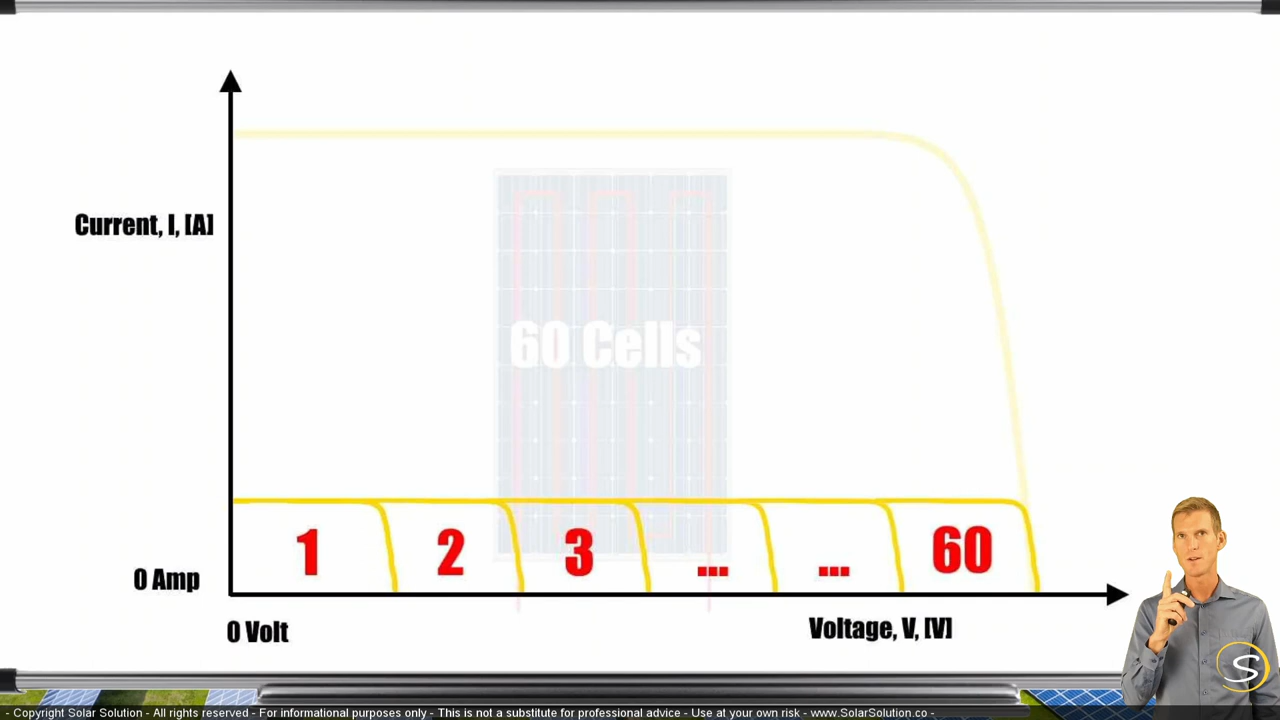 Current, I, [A]
60 Cells
1 2 3 ... ... 60
0 Amp
0 Volt
Voltage, V, [V]
S
- Copyright Solar Solution - All rights reserved - For informational purposes only - This is not a substitute for professional advice - Use at your own risk - www.SolarSolution.co -